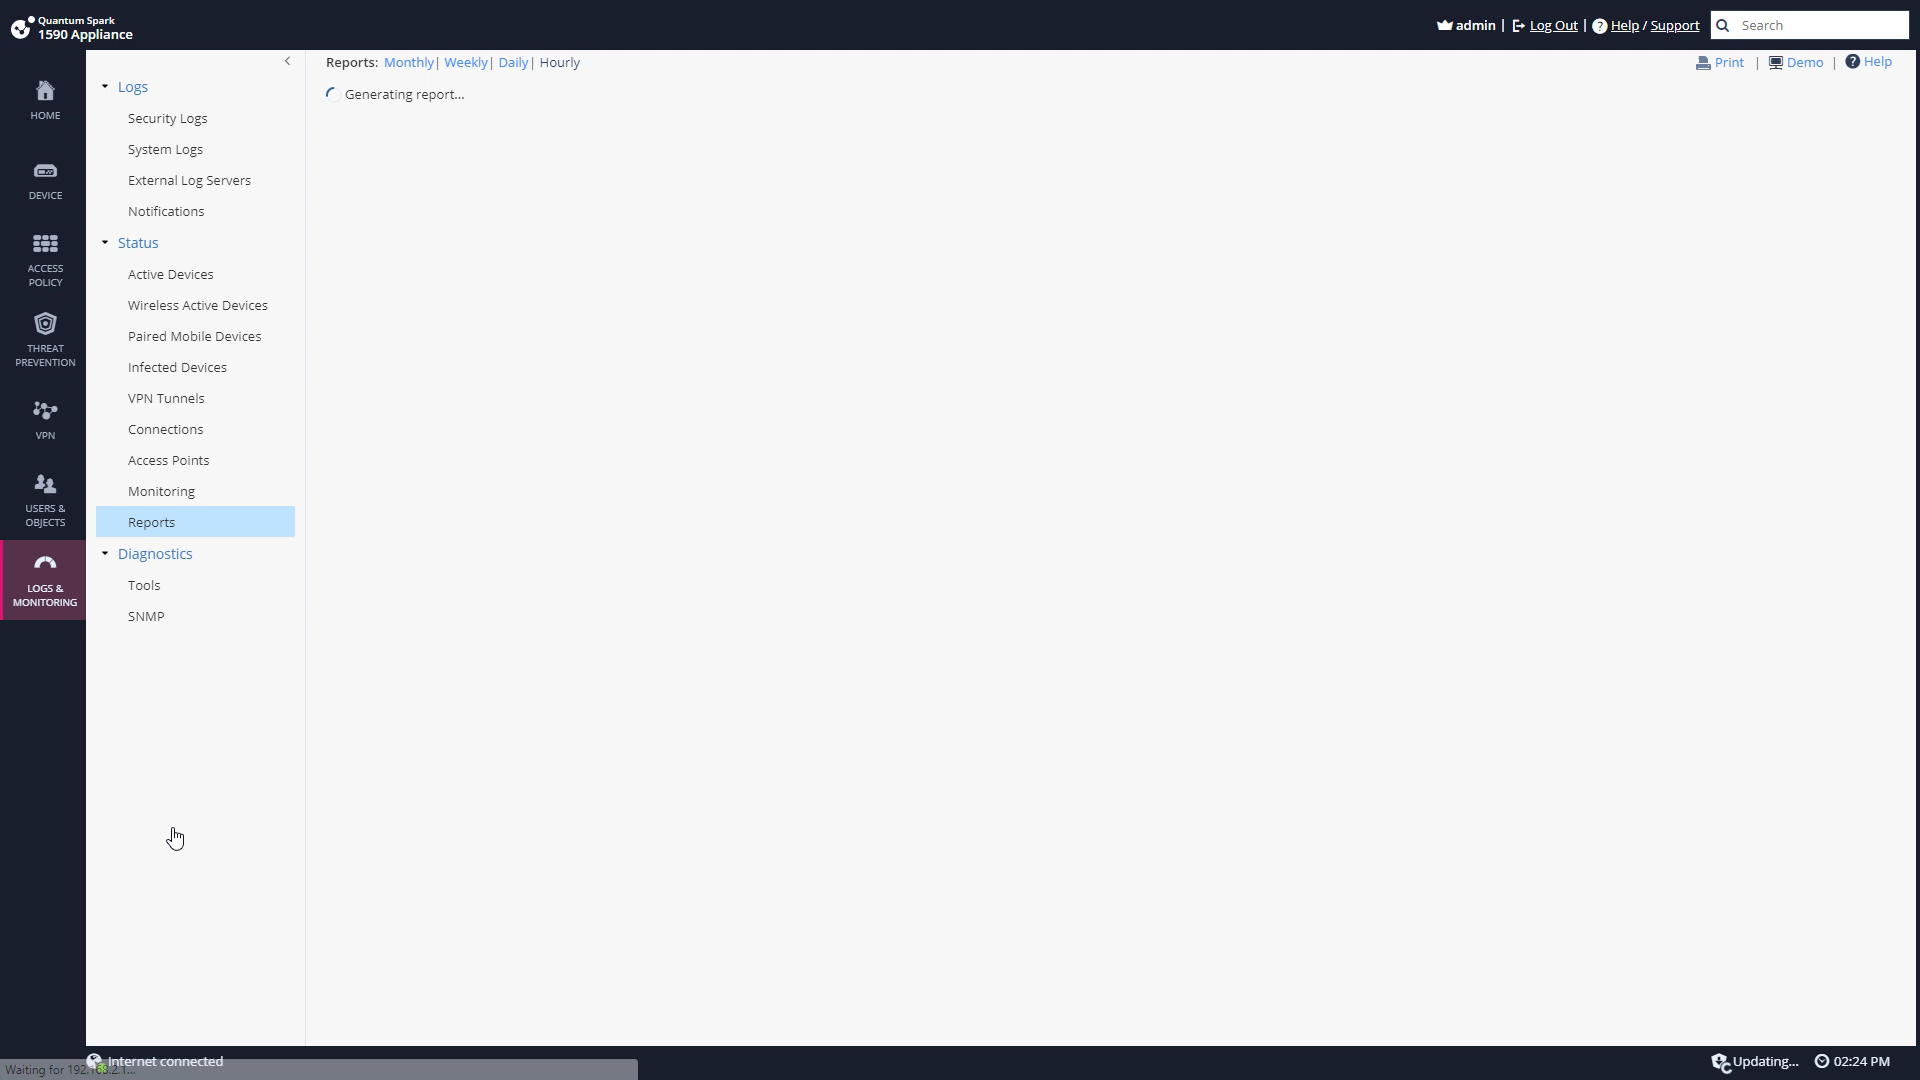 Quantum Spark
1590 Appliance
admin | Log Out | Help / Support
Search
HOME
DEVICE
ACCESS
POLICY
THREAT
PREVENTION
VPN
USERS &
OBJECTS
LOGS &
MONITORING
Logs
Security Logs
System Logs
External Log Servers
Notifications
Status
Active Devices
Wireless Active Devices
Paired Mobile Devices
Infected Devices
VPN Tunnels
Connections
Access Points
Monitoring
Reports
Diagnostics
Tools
SNMP
Reports: Monthly| Weekly| Daily| Hourly
Print | Demo | Help
Generating report...
Internet connected
Waiting for
Updating...
02:24 PM